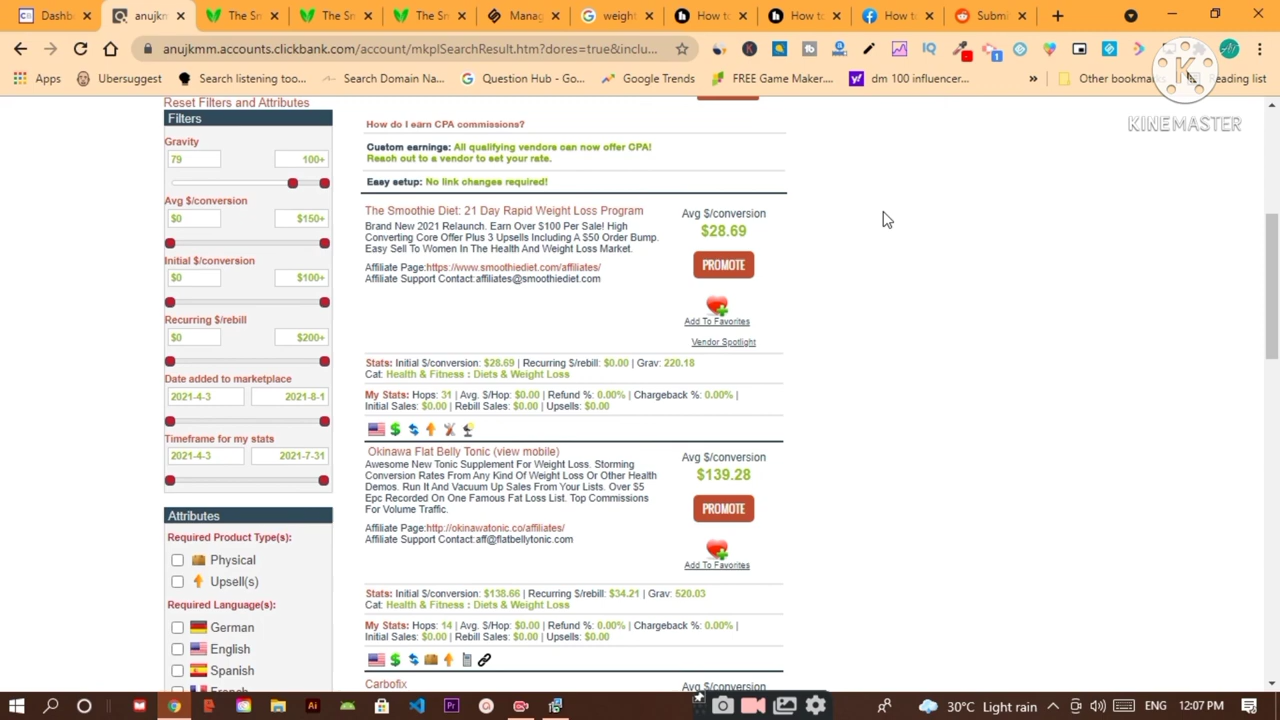 Dashb
anujkm
The Sm
The Sm
The Sm
Manag
weight
How to
How to
How to
Submi
anujkmm.accounts.clickbank.com/account/mkplSearchResult.htm?dores=true&inclu...
Apps
Ubersuggest
Search listening too...
Search Domain Na...
Question Hub - Go...
Google Trends
FREE Game Maker....
dm 100 influencer...
»
Other bookmarks
Reading list
K
KINEMASTER
Reset Filters and Attributes
Filters
Gravity
79
100+
Avg $/conversion
$0
$150+
Initial $/conversion
$0
$100+
Recurring $/rebill
$0
$200+
Date added to marketplace
2021-4-3
2021-8-1
Timeframe for my stats
2021-4-3
2021-7-31
Attributes
Required Product Type(s):
Physical
Upsell(s)
Required Language(s):
German
English
Spanish
French
How do I earn CPA commissions?
Custom earnings: All qualifying vendors can now offer CPA!
Reach out to a vendor to set your rate.
Easy setup: No link changes required!
The Smoothie Diet: 21 Day Rapid Weight Loss Program
Brand New 2021 Relaunch. Earn Over $100 Per Sale! High
Converting Core Offer Plus 3 Upsells Including A $50 Order Bump.
Easy Sell To Women In The Health And Weight Loss Market.
Affiliate Page:https://www.smoothiediet.com/affiliates/
Affiliate Support Contact:affiliates@smoothiediet.com
Avg $/conversion
$28.69
PROMOTE
Add To Favorites
Vendor Spotlight
Stats: Initial $/conversion: $28.69 | Recurring $/rebill: $0.00 | Grav: 220.18
Cat: Health & Fitness : Diets & Weight Loss
My Stats: Hops: 31 | Avg. $/Hop: $0.00 | Refund %: 0.00% | Chargeback %: 0.00% |
Initial Sales: $0.00 | Rebill Sales: $0.00 | Upsells: $0.00
Okinawa Flat Belly Tonic (view mobile)
Awesome New Tonic Supplement For Weight Loss. Storming
Conversion Rates From Any Kind Of Weight Loss Or Other Health
Demos. Run It And Vacuum Up Sales From Your Lists. Over $5
Epc Recorded On One Famous Fat Loss List. Top Commissions
For Volume Traffic.
Affiliate Page:http://okinawatonic.co/affiliates/
Affiliate Support Contact:aff@flatbellytonic.com
Avg $/conversion
$139.28
PROMOTE
Add To Favorites
Stats: Initial $/conversion: $138.66 | Recurring $/rebill: $34.21 | Grav: 520.03
Cat: Health & Fitness : Diets & Weight Loss
My Stats: Hops: 14 | Avg. $/Hop: $0.00 | Refund %: 0.00% | Chargeback %: 0.00% |
Initial Sales: $0.00 | Rebill Sales: $0.00 | Upsells: $0.00
Carbofix
Avg $/conversion
30°C Light rain
ENG
12:07 PM